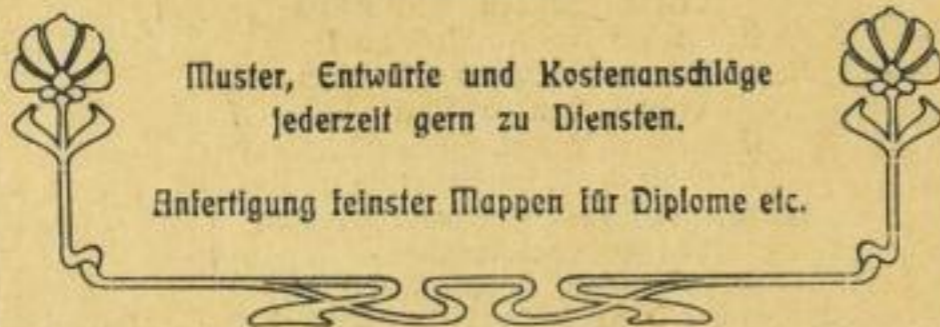 Muster, Entwürfe und Kostenanschläge
jederzeit gern zu Diensten.
Anfertigung feinster Mappen für Diplome etc.